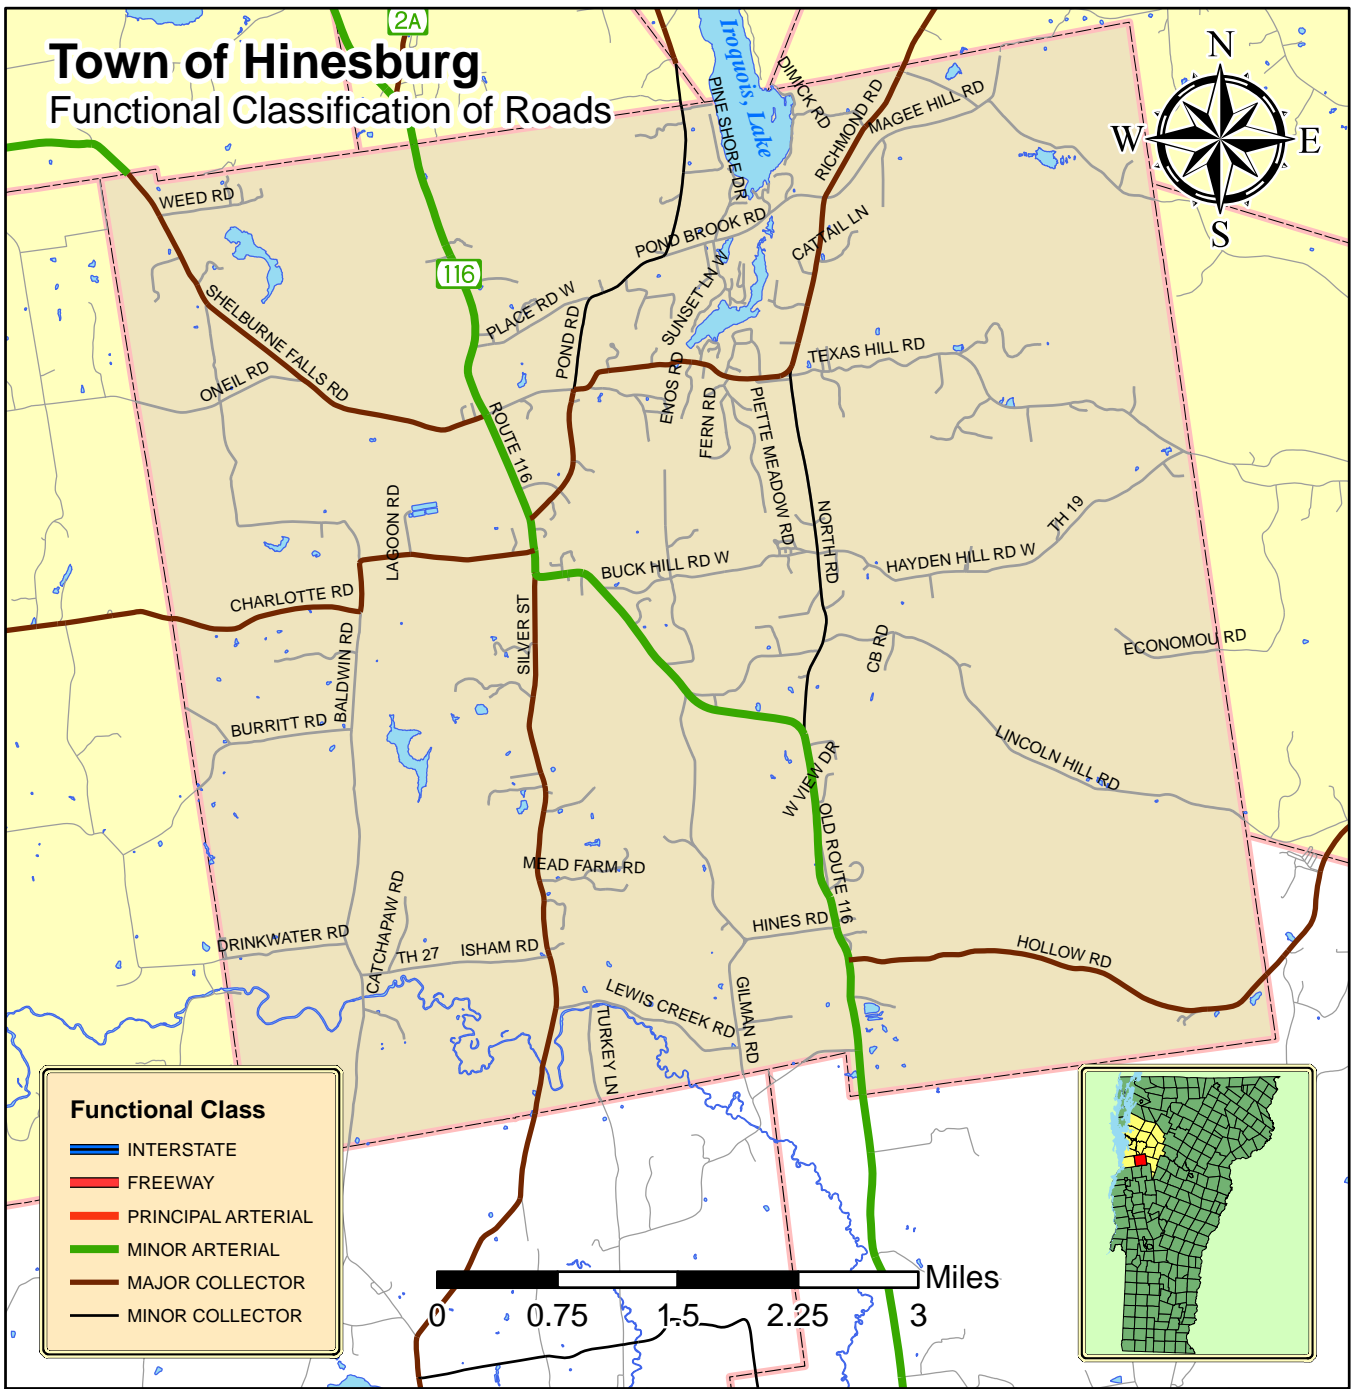 2A
Town of Hinesburg
Functional Classification of Roads
Iroquois, Lake
DIMICK RD
PINE SHORE DR
RICHMOND RD
MAGEE HILL RD
N
W
E
S
WEED RD
POND BROOK RD
CATTAIL LN
116
SUNSET LN W
PLACE RD W
SHELBURNE FALLS RD
POND RD
TEXAS HILL RD
ONEIL RD
ENOS RD
FERN RD
PIETTE MEADOW RD
ROUTE 116
LAGOON RD
NORTH RD
TH 19
BUCK HILL RD W
HAYDEN HILL RD W
CHARLOTTE RD
SILVER ST
BALDWIN RD
CB RD
ECONOMOU RD
BURRITT RD
LINCOLN HILL RD
W VIEW DR
OLD ROUTE 116
MEAD FARM RD
CATCHAPAW RD
HINES RD
DRINKWATER RD
TH 27
ISHAM RD
HOLLOW RD
LEWIS CREEK RD
GILMAN RD
TURKEY LN
Functional Class
INTERSTATE
FREEWAY
PRINCIPAL ARTERIAL
MINOR ARTERIAL
MAJOR COLLECTOR
MINOR COLLECTOR
Miles
0 0.75 1.5 2.25 3